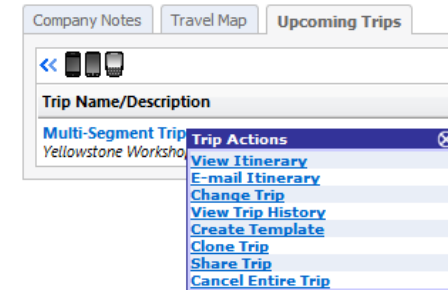 Company Notes Travel Map Upcoming Trips
Trip Name/Description
Multi-Segment Trip
Yellowstone
Trip Actions
View Itinerary
E-mail Itinerary
Change Trip
View Trip History
Create Template
Clone Trip
Share Trip
Cancel Entire Trip